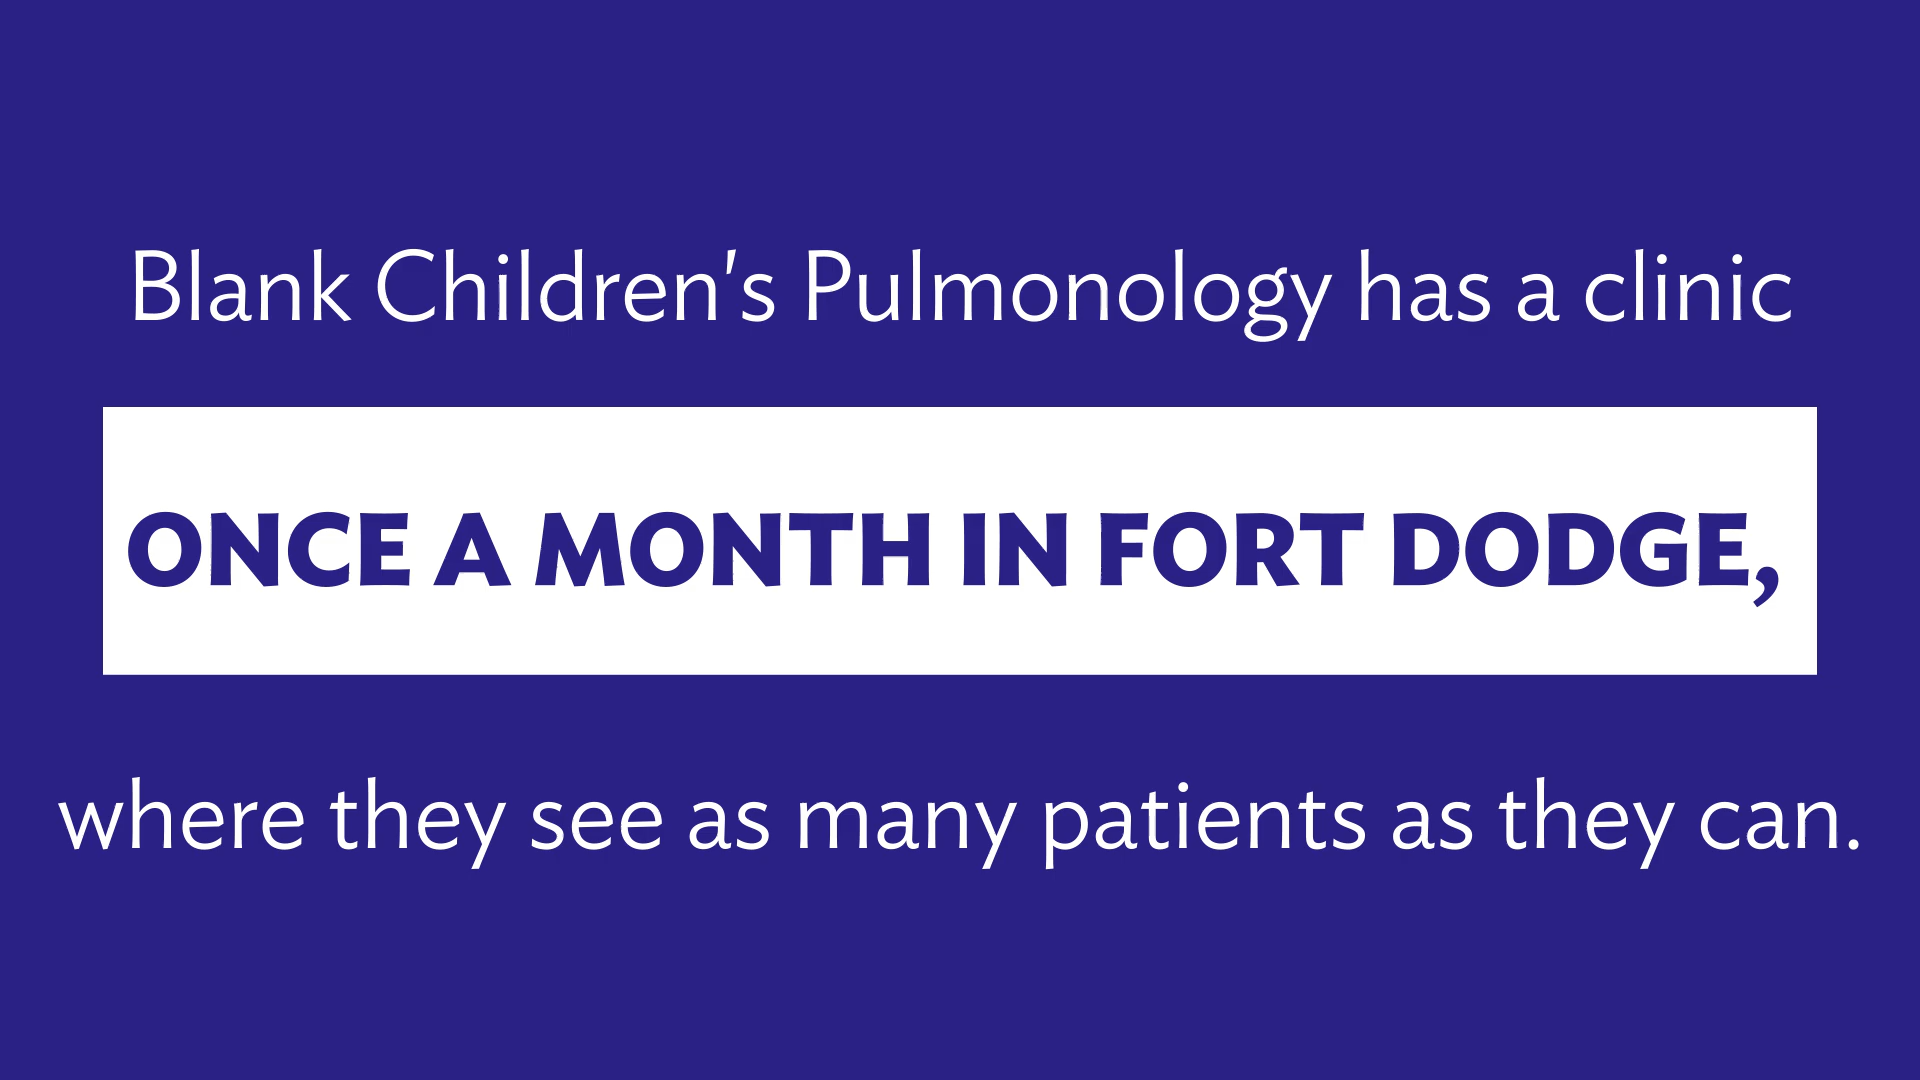 Blank Children's Pulmonology has a clinic
ONCE A MONTH IN FORT DODGE,
where they see as many patients as they can.